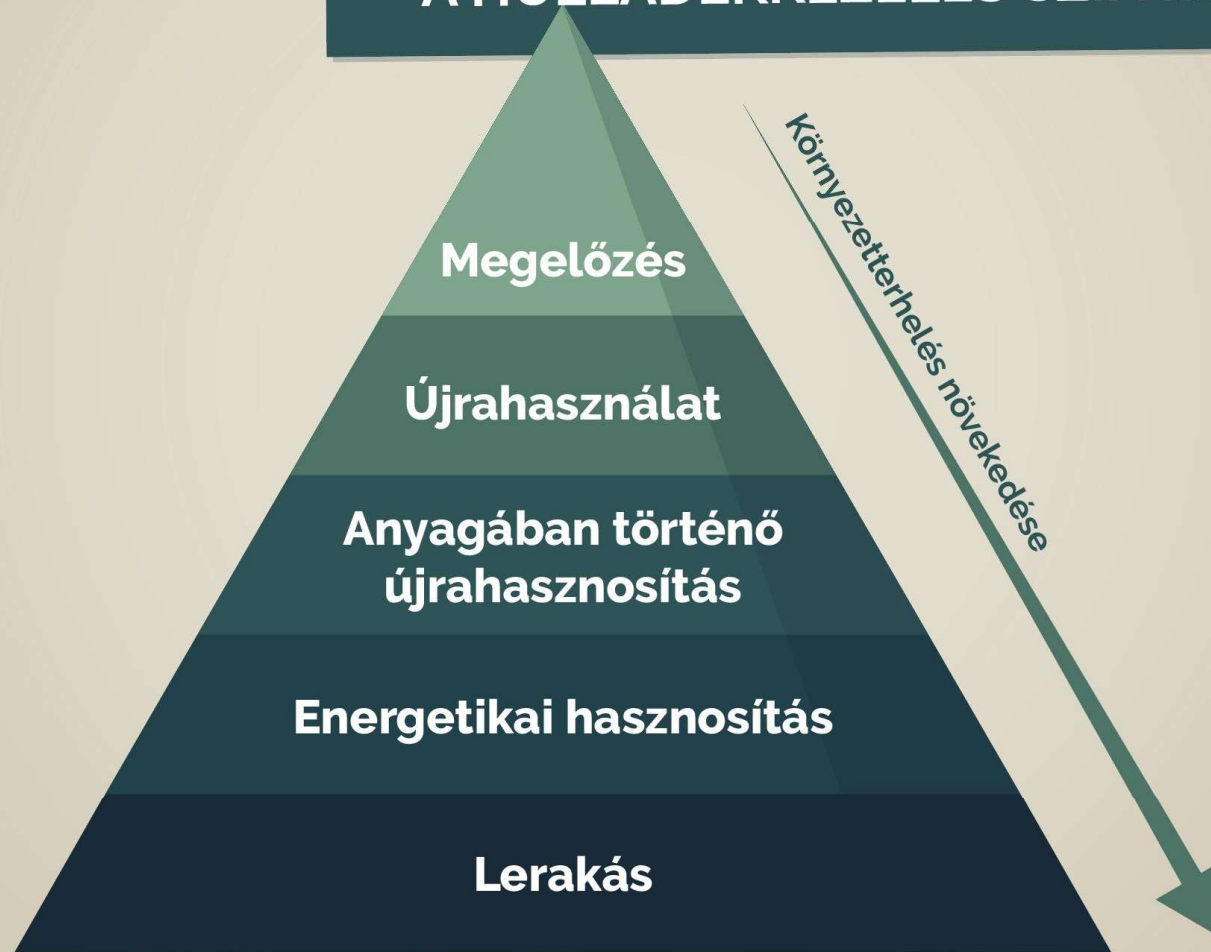 Megelőzés
Újrahasználat
Anyagában történő
újrahasznosítás
Energetikai hasznosítás
Lerakás
Környezetterhelés növekedése